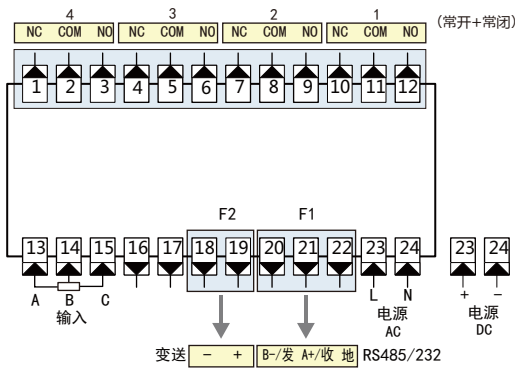 4 3 2 1
NC COM NO NC COM NO NC COM NO NC COM NO (常开+常闭)
1 2 3 4 5 6 7 8 9 10 11 12
F2 F1
13 14 15 16 17 18 19 20 21 22 23 24 23 24
A B C L N + −
输入 电源 电源
AC DC
变送 − + B-/发 A+/收 地 RS485/232